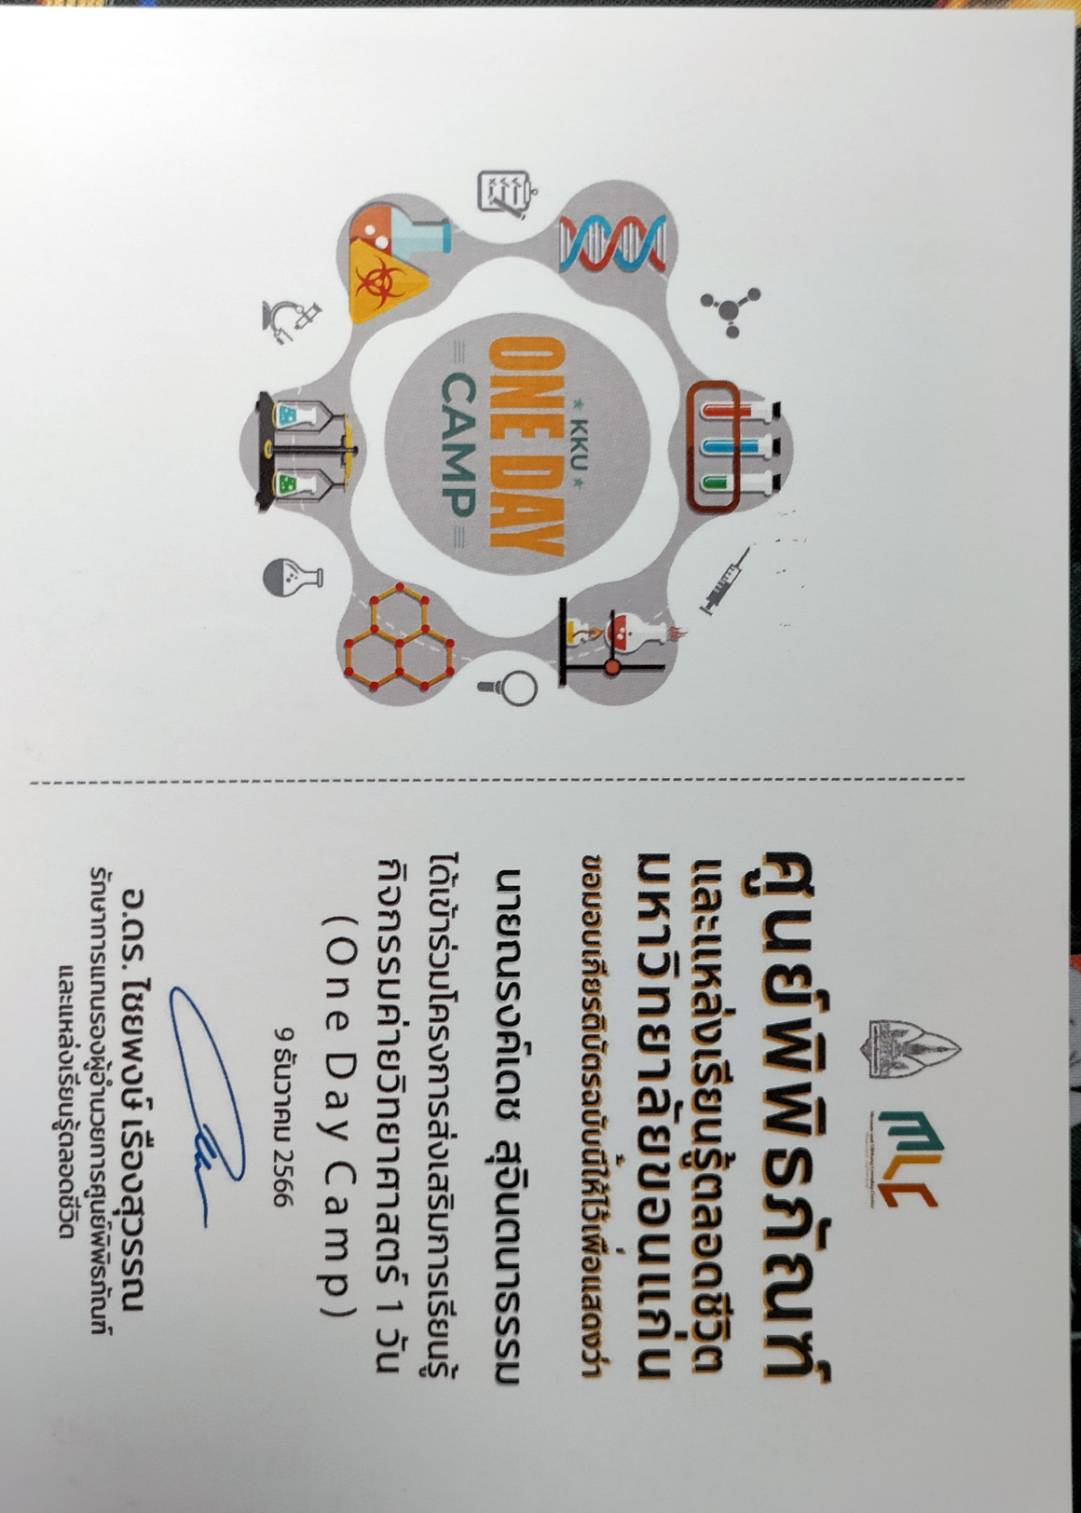 ★ KKU ★
ONE DAY
CAMP
MLC
ศูนย์พิพิธภัณฑ์
และแหล่งเรียนรู้ตลอดชีวิต
มหาวิทยาลัยขอนแก่น
ขอมอบเกียรติบัตรฉบับนี้ให้ไว้เพื่อแสดงว่า
นายณรงค์เดช สุจินตนาธรรม
ได้เข้าร่วมโครงการส่งเสริมการเรียนรู้
กิจกรรมค่ายวิทยาศาสตร์ 1 วัน
(One Day Camp)
9 ธันวาคม 2566
อ.ดร. ไชยพงษ์ เรืองสุวรรณ
รักษาการแทนรองผู้อำนวยการศูนย์พิพิธภัณฑ์
และแหล่งเรียนรู้ตลอดชีวิต